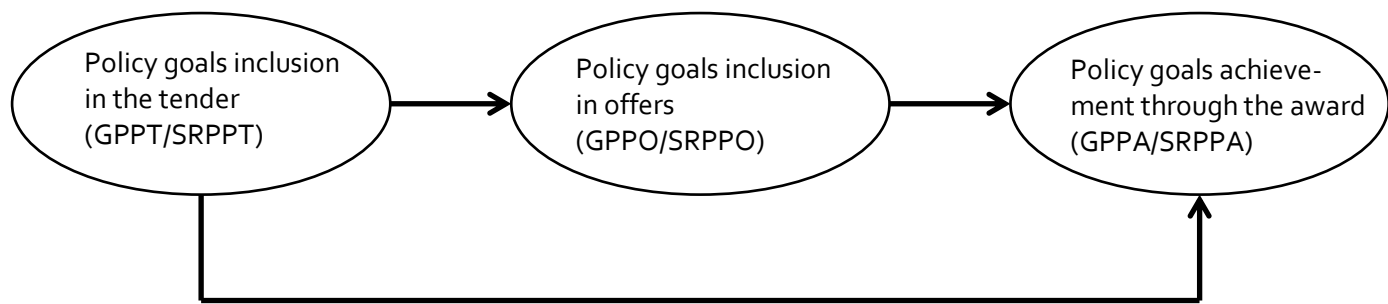 Policy goals inclusion
in the tender
(GPPT/SRPPT)
Policy goals inclusion
in offers
(GPPO/SRPPO)
Policy goals achieve-
ment through the award
(GPPA/SRPPA)